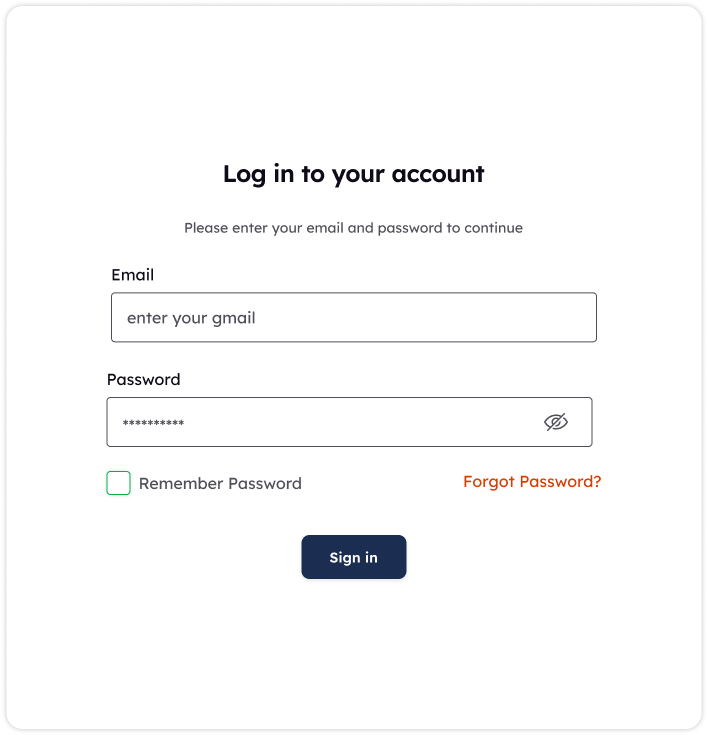 Log in to your account
Please enter your email and password to continue
Email
enter your gmail
Password
**********
Remember Password
Forgot Password?
Sign in